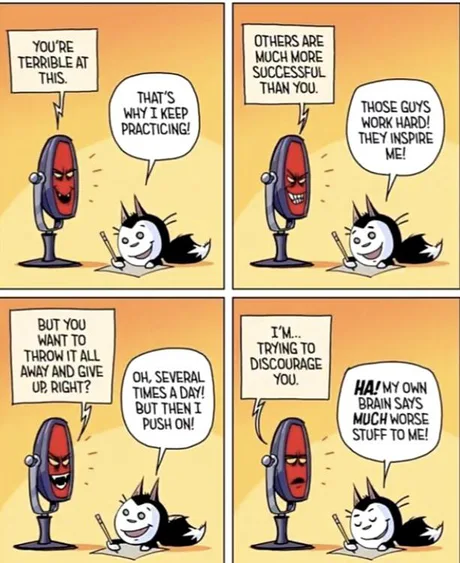 YOU'RE
TERRIBLE AT
THIS.
THAT'S
WHY I KEEP
PRACTICING!
OTHERS ARE
MUCH MORE
SUCCESSFUL
THAN YOU.
THOSE GUYS
WORK HARD!
THEY INSPIRE
ME!
BUT YOU
WANT TO
THROW IT ALL
AWAY AND GIVE
UP, RIGHT?
OH, SEVERAL
TIMES A DAY!
BUT THEN I
PUSH ON!
I'M...
TRYING TO
DISCOURAGE
YOU.
HA! MY OWN
BRAIN SAYS
MUCH WORSE
STUFF TO ME!